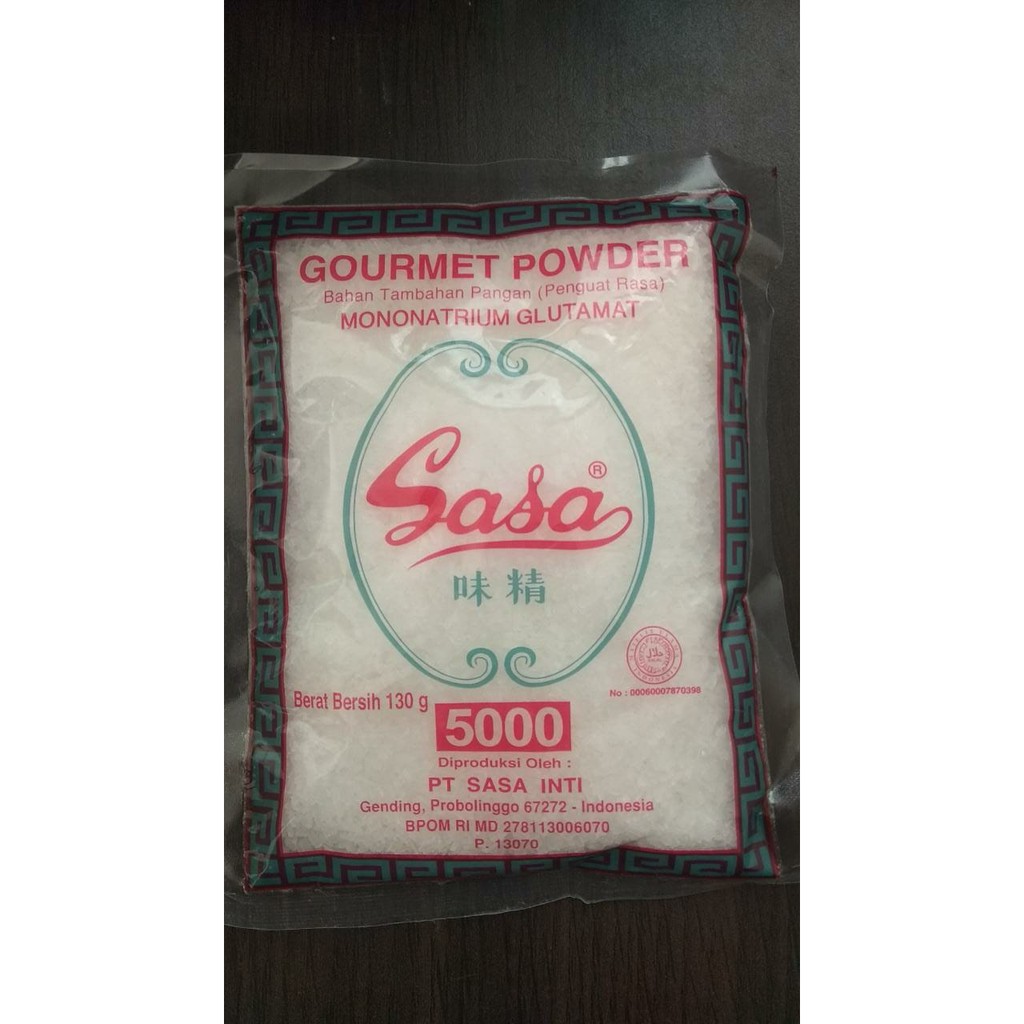 GOURMET POWDER
Bahan Tambahan Pangan (Penguat Rasa)
MONONATRIUM GLUTAMAT
Sasa®
味精
حلال
No : 00060007870398
Berat Bersih 130 g
5000
Diproduksi Oleh :
PT SASA INTI
Gending, Probolinggo 67272 - Indonesia
BPOM RI MD 278113006070
P. 13070